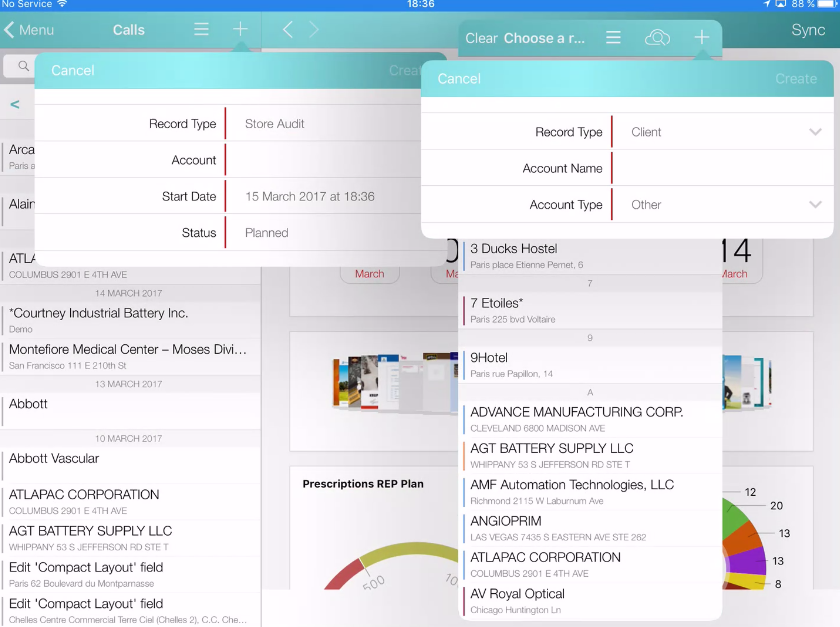 No Service
18:36
88 %
Menu
Calls
Clear Choose a r...
Sync
Cancel
Cancel
Create
Record Type
Store Audit
Account
Start Date
15 March 2017 at 18:36
Status
Planned
Record Type
Client
Account Name
Account Type
Other
<
Paris
ATLA
COLUMBUS 2901 E 4TH AVE
14 MARCH 2017
*Courtney Industrial Battery Inc.
Demo
Montefiore Medical Center – Moses Divi...
San Francisco 111 E 210th St
13 MARCH 2017
Abbott
10 MARCH 2017
Abbott Vascular
ATLAPAC CORPORATION
COLUMBUS 2901 E 4TH AVE
AGT BATTERY SUPPLY LLC
WHIPPANY 53 S JEFFERSON RD STE T
Edit 'Compact Layout' field
Paris 62 Boulevard du Montparnasse
Edit 'Compact Layout' field
Chelles Centre Commercial Terre Ciel (Chelles 2), C.C. Che...
March
14
March
3 Ducks Hostel
Paris place Etienne Pernet, 6
7
7 Etoiles*
Paris 225 bvd Voltaire
9
9Hotel
Paris rue Papillon, 14
A
ADVANCE MANUFACTURING CORP.
CLEVELAND 6800 MADISON AVE
AGT BATTERY SUPPLY LLC
WHIPPANY 53 S JEFFERSON RD STE T
AMF Automation Technologies, LLC
Richmond 2115 W Laburnum Ave
ANGIOPRIM
LAS VEGAS 7435 S EASTERN AVE STE 282
ATLAPAC CORPORATION
COLUMBUS 2901 E 4TH AVE
AV Royal Optical
Chicago Huntington Ln
Prescriptions REP Plan
500
12
20
13
13
8